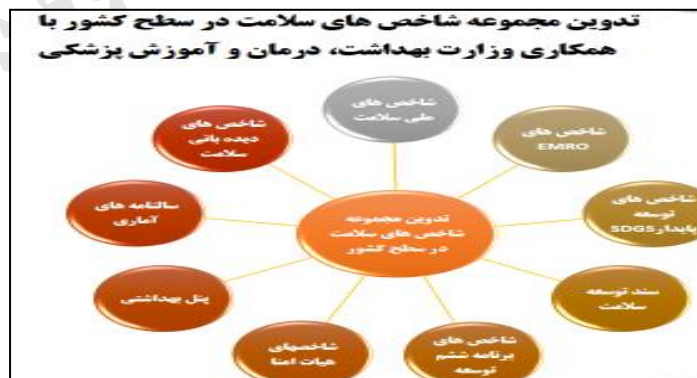 تدوین مجموعه شاخص های سلامت در سطح کشور با
همکاری وزارت بهداشت، درمان و آموزش پزشکی
شاخص های
ملی سلامت
شاخص های
EMRO
شاخص های
توسعه
پایدار SDGS
سند توسعه
سلامت
شاخص های
برنامه ششم
توسعه
شاخصهای
هیات امنا
پنل بهداشتی
سالنامه های
آماری
شاخص های
دیده بانی
سلامت
تدوین مجموعه
شاخص های سلامت
در سطح کشور